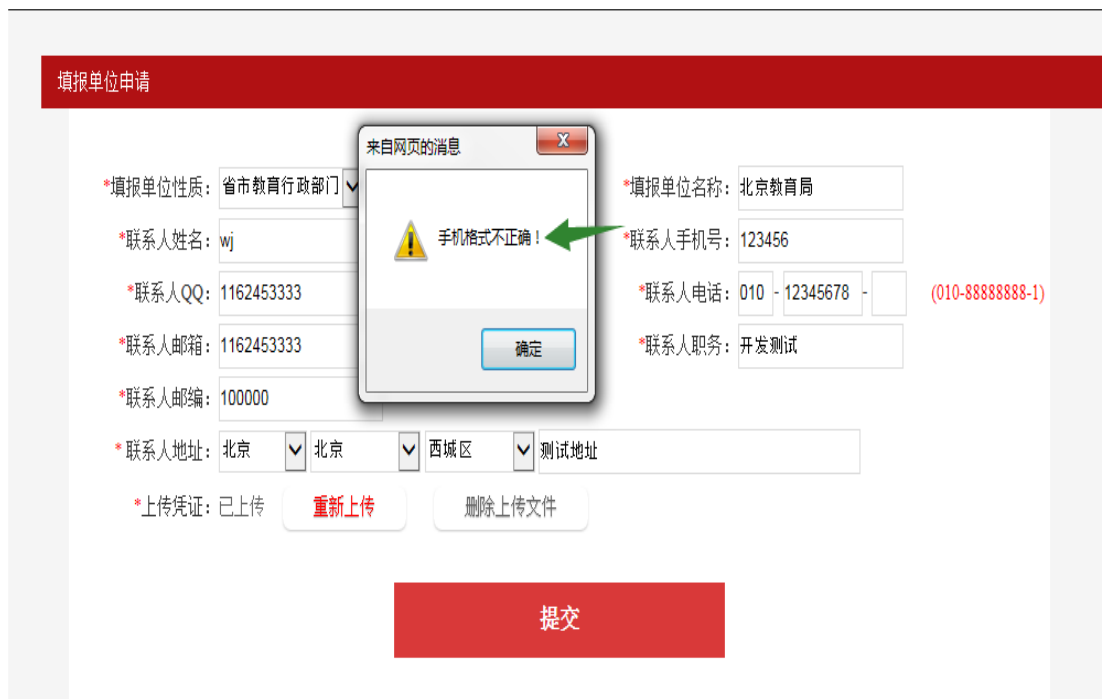 填报单位申请
来自网页的消息
手机格式不正确！
确定
*填报单位性质：省市教育行政部门
*填报单位名称：北京教育局
*联系人姓名：wj
*联系人手机号：123456
*联系人QQ：1162453333
*联系人电话：010 - 12345678 - (010-88888888-1)
*联系人邮箱：1162453333
*联系人职务：开发测试
*联系人邮编：100000
*联系人地址：北京 北京 西城区 测试地址
*上传凭证：已上传 重新上传 删除上传文件
提交